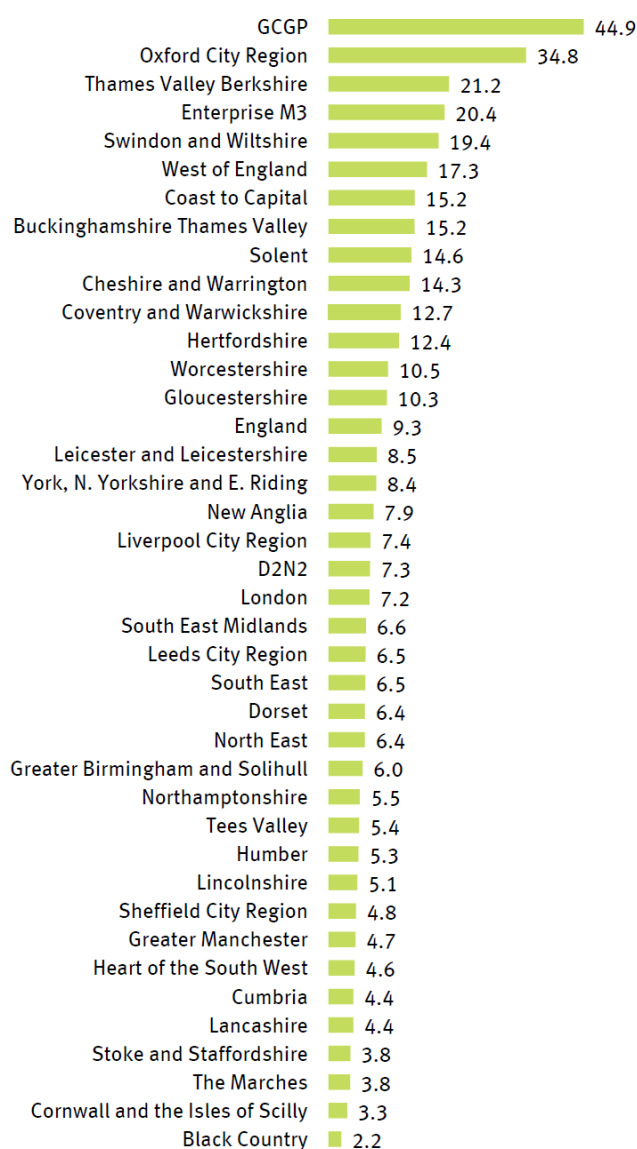 GCGP 44.9
Oxford City Region 34.8
Thames Valley Berkshire 21.2
Enterprise M3 20.4
Swindon and Wiltshire 19.4
West of England 17.3
Coast to Capital 15.2
Buckinghamshire Thames Valley 15.2
Solent 14.6
Cheshire and Warrington 14.3
Coventry and Warwickshire 12.7
Hertfordshire 12.4
Worcestershire 10.5
Gloucestershire 10.3
England 9.3
Leicester and Leicestershire 8.5
York, N. Yorkshire and E. Riding 8.4
New Anglia 7.9
Liverpool City Region 7.4
D2N2 7.3
London 7.2
South East Midlands 6.6
Leeds City Region 6.5
South East 6.5
Dorset 6.4
North East 6.4
Greater Birmingham and Solihull 6.0
Northamptonshire 5.5
Tees Valley 5.4
Humber 5.3
Lincolnshire 5.1
Sheffield City Region 4.8
Greater Manchester 4.7
Heart of the South West 4.6
Cumbria 4.4
Lancashire 4.4
Stoke and Staffordshire 3.8
The Marches 3.8
Cornwall and the Isles of Scilly 3.3
Black Country 2.2